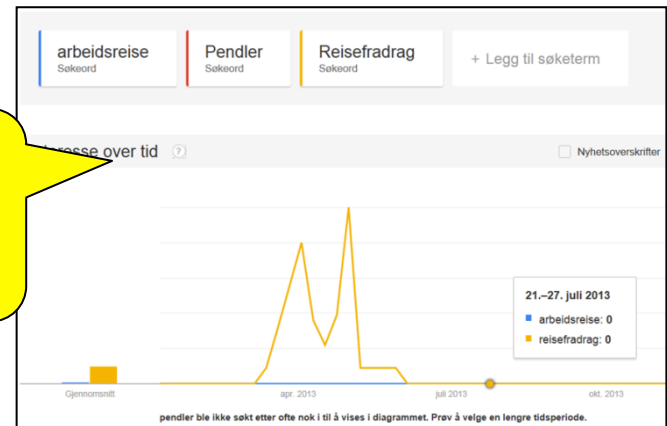 arbeidsreise
Søkeord
Pendler
Søkeord
Reisefradrag
Søkeord
+ Legg til søketerm
over tid ?
Nyhetsoverskrifter
21.–27. juli 2013
arbeidsreise: 0
reisefradrag: 0
Gjennomsnitt
apr. 2013
juli 2013
okt. 2013
pendler ble ikke søkt etter ofte nok i til å vises i diagrammet. Prøv å velge en lengre tidsperiode.